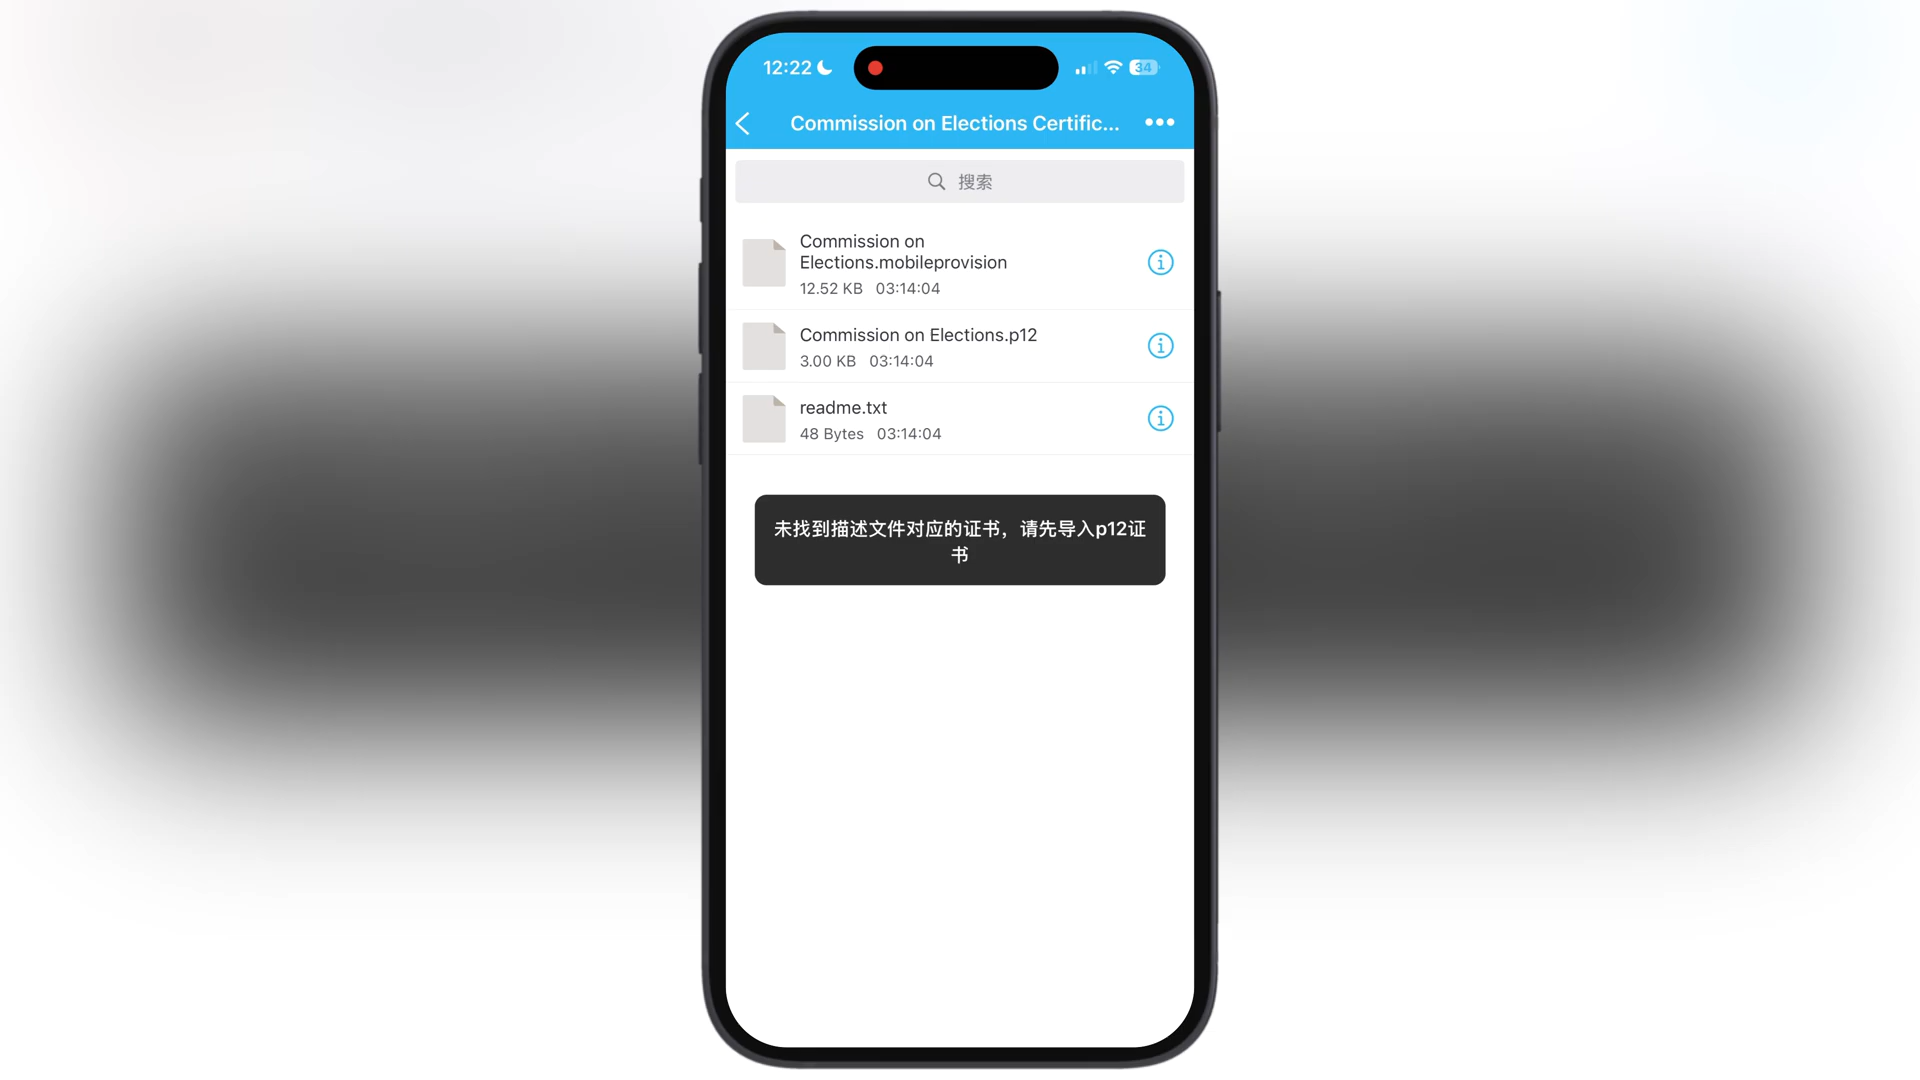 12:22
34
Commission on Elections Certific...
搜索
Commission on
Elections.mobileprovision
12.52 KB 03:14:04
Commission on Elections.p12
3.00 KB 03:14:04
readme.txt
48 Bytes 03:14:04
未找到描述文件对应的证书，请先导入p12证
书